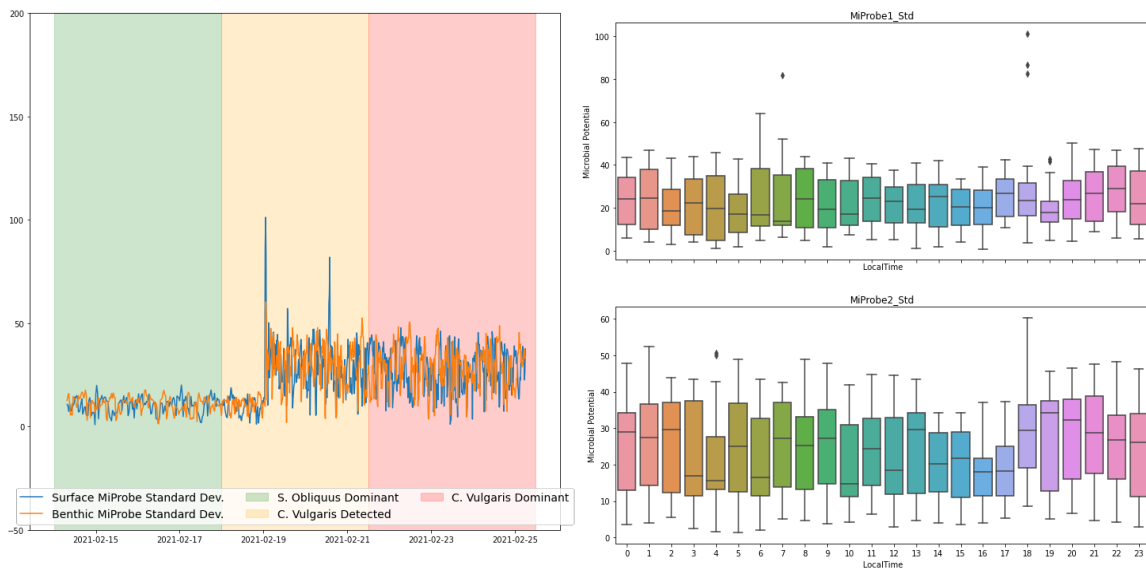 200
150
100
50
0
−50
2021-02-15 2021-02-17 2021-02-19 2021-02-21 2021-02-23 2021-02-25
Surface MiProbe Standard Dev.
Benthic MiProbe Standard Dev.
S. Obliquus Dominant
C. Vulgaris Detected
C. Vulgaris Dominant
MiProbe1_Std
Microbial Potential
100
80
60
40
20
0
LocalTime
MiProbe2_Std
Microbial Potential
60
50
40
30
20
10
0
0 1 2 3 4 5 6 7 8 9 10 11 12 13 14 15 16 17 18 19 20 21 22 23
LocalTime